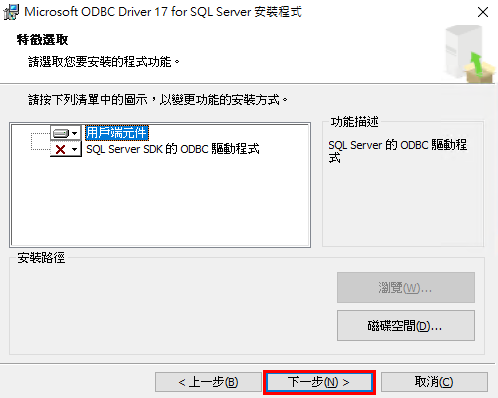 Microsoft ODBC Driver 17 for SQL Server 安裝程式
特徵選取
請選取您要安裝的程式功能。
請按下列清單中的圖示，以變更功能的安裝方式。
用戶端元件
SQL Server SDK 的 ODBC 驅動程式
功能描述
SQL Server 的 ODBC 驅動程
式
安裝路徑
瀏覽(W)...
磁碟空間(D)...
< 上一步(B)
下一步(N) >
取消(C)